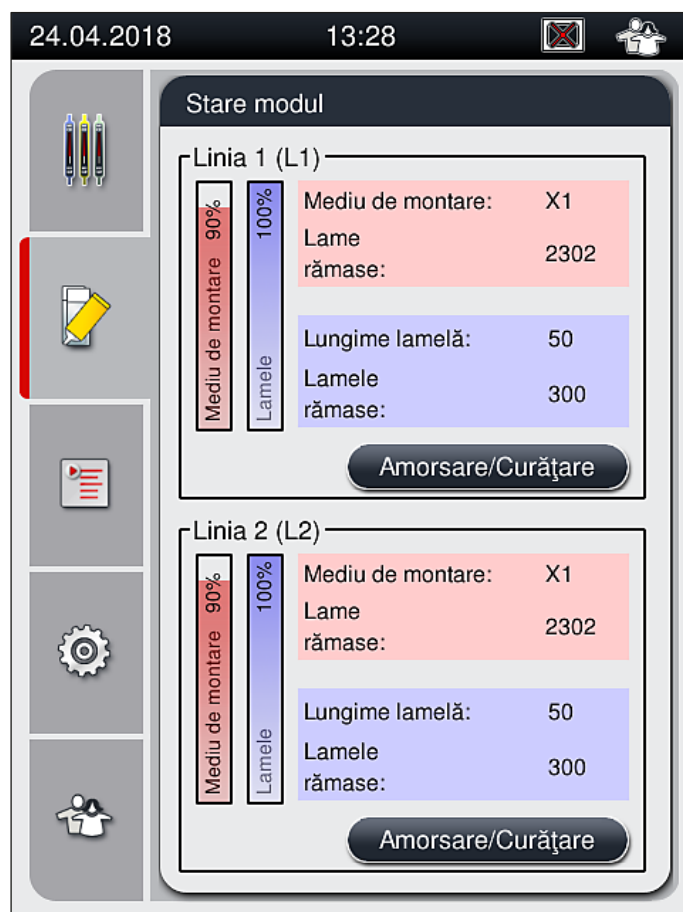 24.04.2018 13:28
Stare modul
Linia 1 (L1)
Mediu de montare 90%
Lamele 100%
Mediu de montare: X1
Lame
rămase: 2302
Lungime lamelă: 50
Lamele
rămase: 300
Amorsare/Curăţare
Linia 2 (L2)
Mediu de montare 90%
Lamele 100%
Mediu de montare: X1
Lame
rămase: 2302
Lungime lamelă: 50
Lamele
rămase: 300
Amorsare/Curăţare